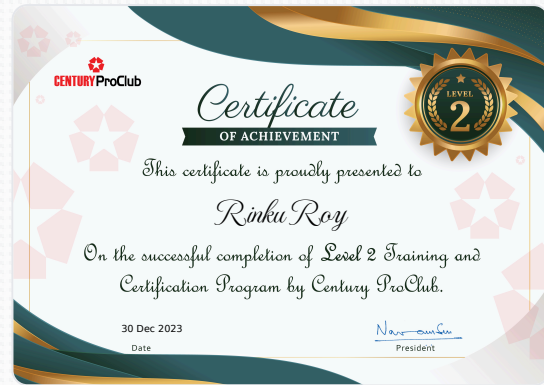 CENTURY ProClub
Certificate
OF ACHIEVEMENT
LEVEL
2
This certificate is proudly presented to
Rinku Roy
On the successful completion of Level 2 Training and
Certification Program by Century ProClub.
30 Dec 2023
Date
President